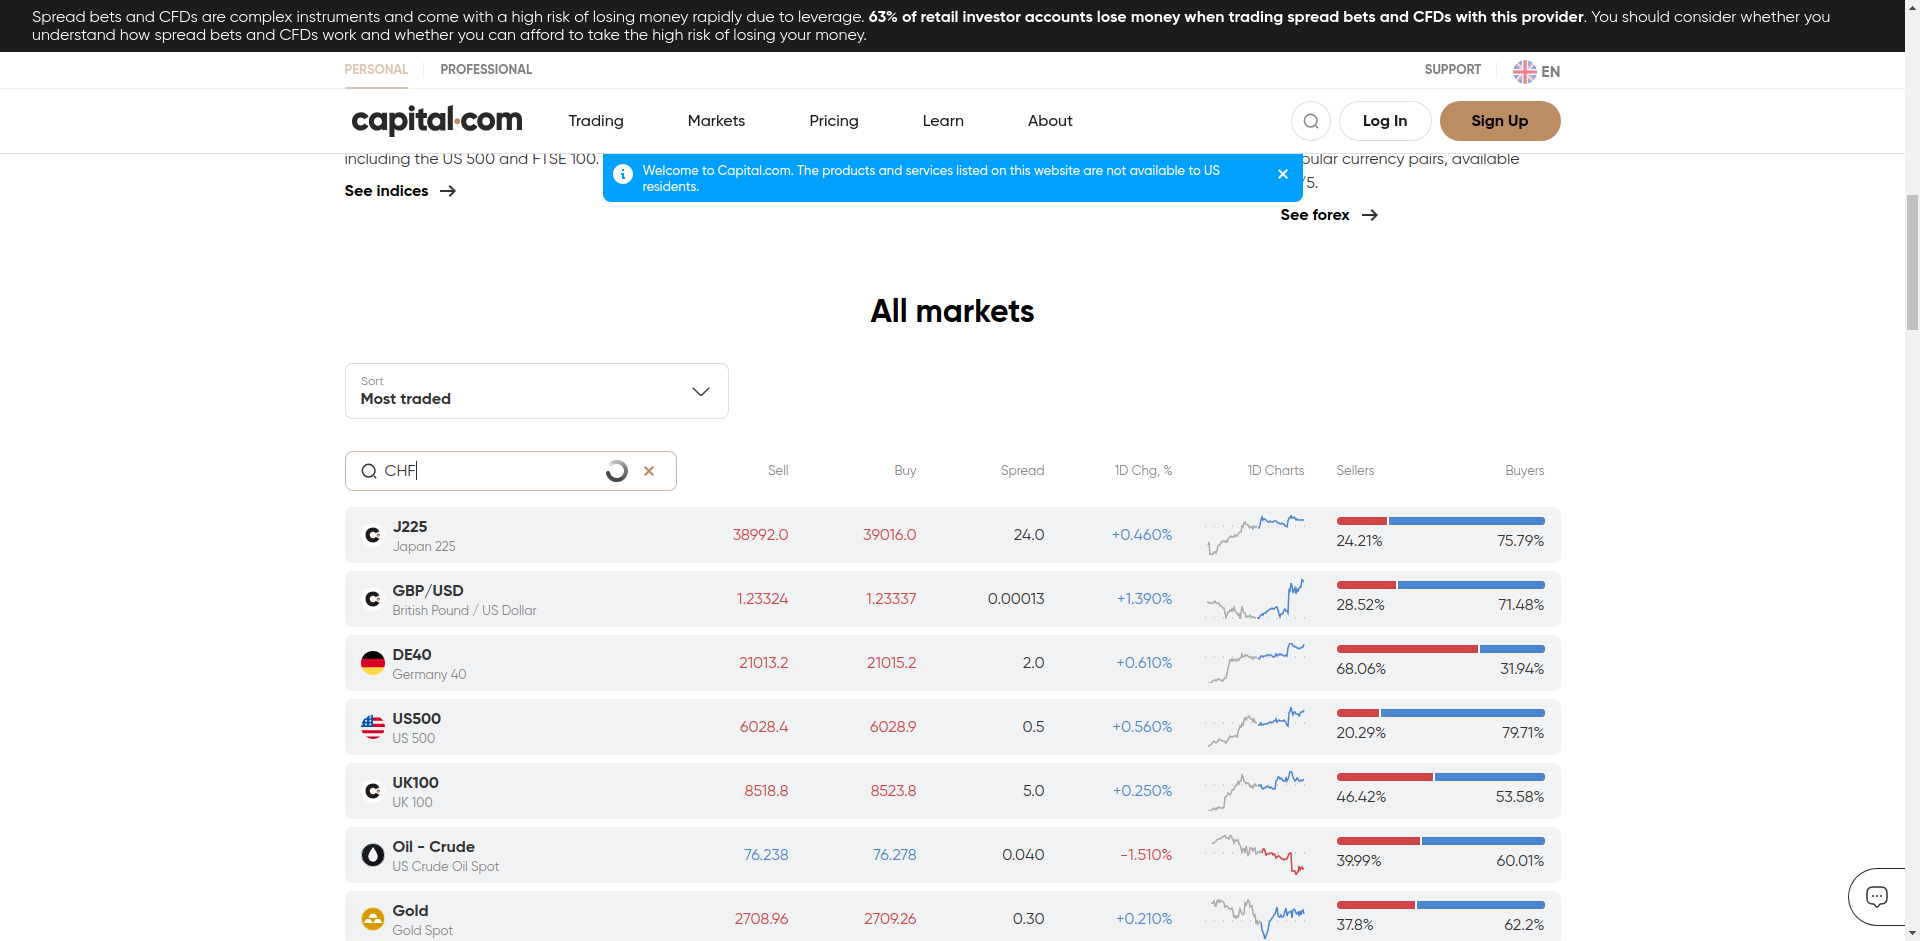 Spread bets and CFDs are complex instruments and come with a high risk of losing money rapidly due to leverage. 63% of retail investor accounts lose money when trading spread bets and CFDs with this provider. You should consider whether you
understand how spread bets and CFDs work and whether you can afford to take the high risk of losing your money.
PERSONAL PROFESSIONAL SUPPORT EN
capital.com Trading Markets Pricing Learn About Log In Sign Up
including the US 500 and FTSE 100.
Welcome to Capital.com. The products and services listed on this website are not available to US
residents.
pular currency pairs, available
/5.
See indices
See forex
All markets
Sort
Most traded
CHF Sell Buy Spread 1D Chg, % 1D Charts Sellers Buyers
J225
Japan 225
38992.0 39016.0 24.0 +0.460% 24.21% 75.79%
GBP/USD
British Pound / US Dollar
1.23324 1.23337 0.00013 +1.390% 28.52% 71.48%
DE40
Germany 40
21013.2 21015.2 2.0 +0.610% 68.06% 31.94%
US500
US 500
6028.4 6028.9 0.5 +0.560% 20.29% 79.71%
UK100
UK 100
8518.8 8523.8 5.0 +0.250% 46.42% 53.58%
Oil - Crude
US Crude Oil Spot
76.238 76.278 0.040 -1.510% 39.99% 60.01%
Gold
Gold Spot
2708.96 2709.26 0.30 +0.210% 37.8% 62.2%